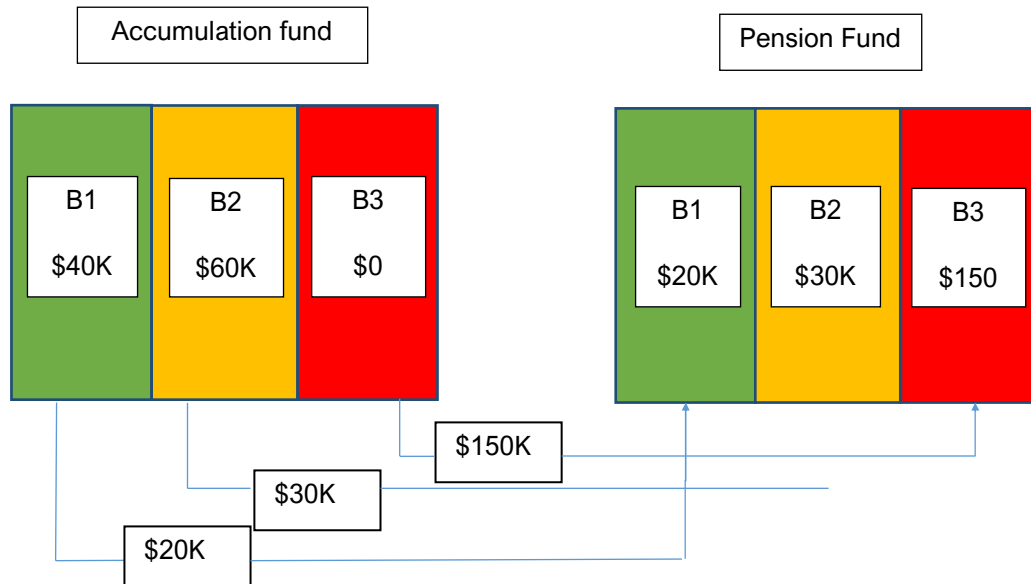 Accumulation fund
Pension Fund
B1
$40K
B2
$60K
B3
$0
B1
$20K
B2
$30K
B3
$150
$150K
$30K
$20K